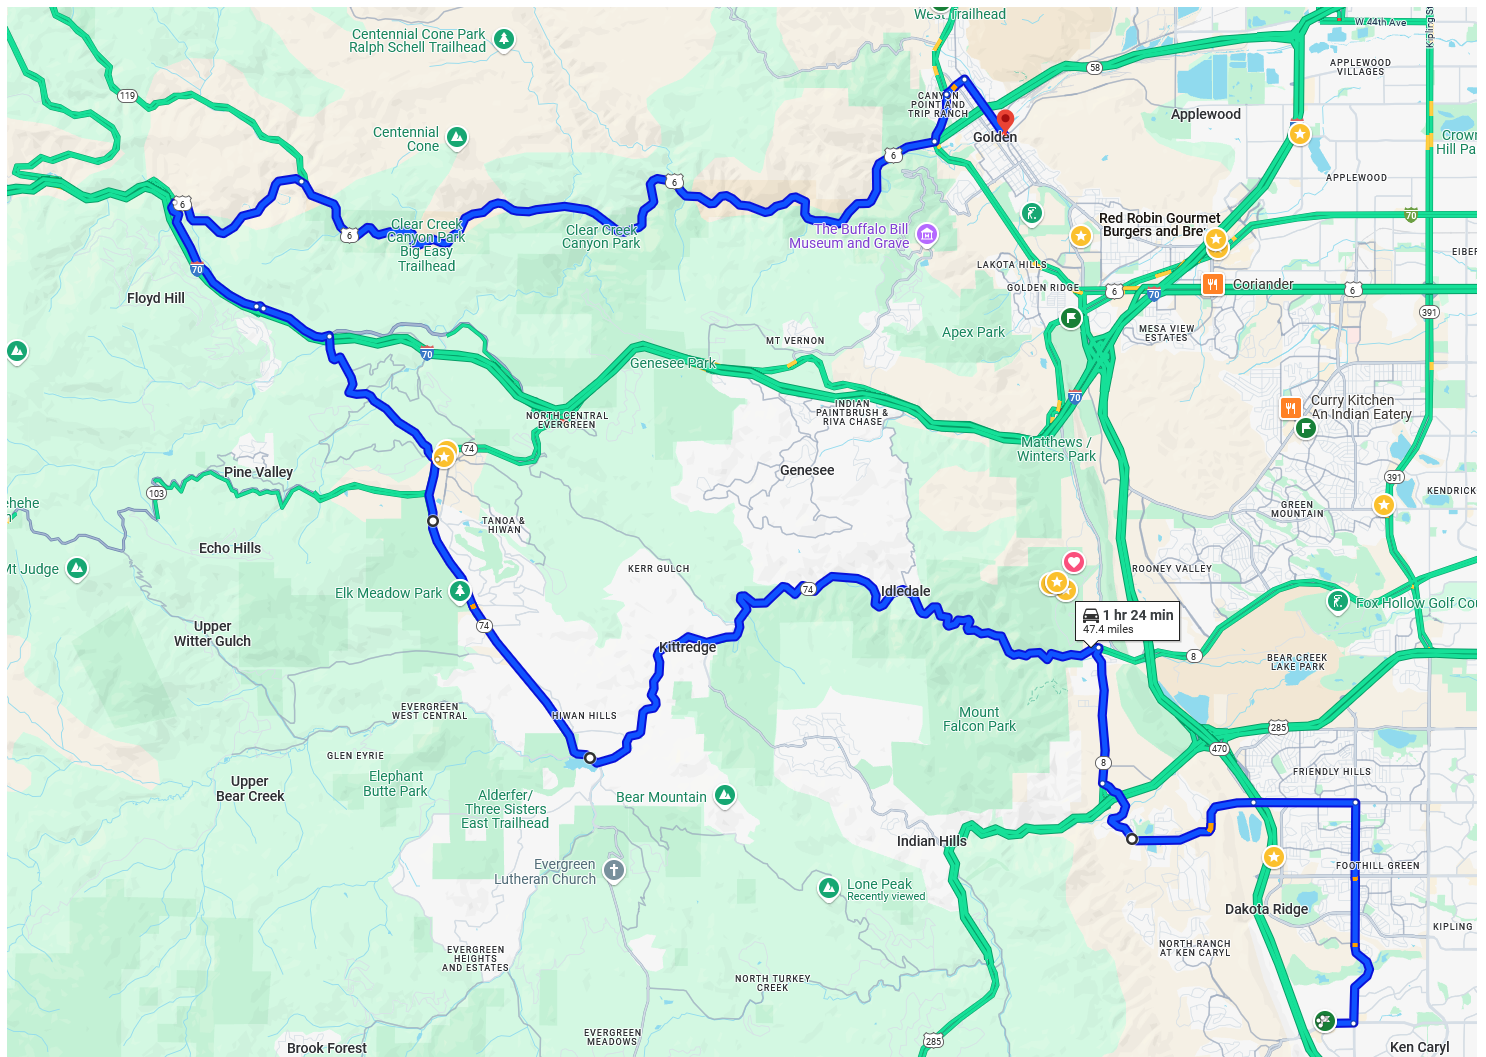 West Trailhead
W 44th Ave
Kipling St
Centennial Cone Park
Ralph Schell Trailhead
58
APPLEWOOD
VILLAGES
119
CANYON
POINT AND
TRIP RANCH
Applewood
Centennial
Cone
Golden
Crown
Hill Pa
6
APPLEWOOD
6
6
70
Red Robin Gourmet
Burgers and Brew
6
Clear Creek
Canyon Park
Big Easy
Trailhead
Clear Creek
Canyon Park
The Buffalo Bill
Museum and Grave
EIBER
70
LAKOTA HILLS
Floyd Hill
GOLDEN RIDGE
6
70
Coriander
6
391
Apex Park
MESA VIEW
ESTATES
MT VERNON
70
Genesee Park
70
Curry Kitchen
An Indian Eatery
NORTH CENTRAL
EVERGREEN
INDIAN
PAINTBRUSH &
RIVA CHASE
Matthews /
Winters Park
74
Pine Valley
Genesee
391
103
KENDRICK
ehehe
GREEN
MOUNTAIN
TANOA &
HIWAN
Echo Hills
Mt Judge
KERR GULCH
ROONEY VALLEY
Elk Meadow Park
74
Idledale
Fox Hollow Golf Cou
1 hr 24 min
47.4 miles
Upper
Witter Gulch
74
Kittredge
8
BEAR CREEK
LAKE PARK
EVERGREEN
WEST CENTRAL
HIWAN HILLS
Mount
Falcon Park
285
470
GLEN EYRIE
8
FRIENDLY HILLS
Upper
Bear Creek
Elephant
Butte Park
Bear Mountain
Alderfer/
Three Sisters
East Trailhead
Indian Hills
Evergreen
Lutheran Church
FOOTHILL GREEN
Lone Peak
Recently viewed
Dakota Ridge
KIPLING
NORTH RANCH
AT KEN CARYL
EVERGREEN
HEIGHTS
AND ESTATES
NORTH TURKEY
CREEK
EVERGREEN
MEADOWS
285
Brook Forest
Ken Caryl